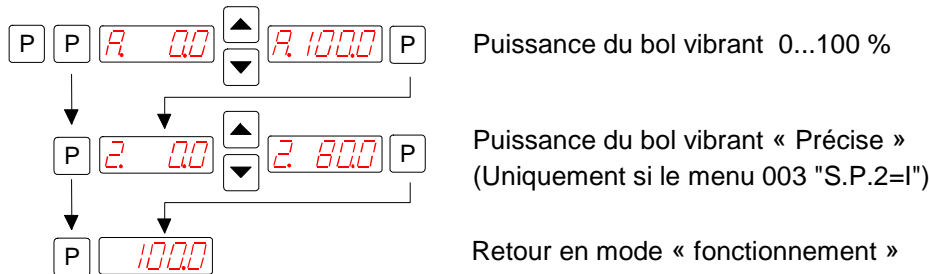 P P A. 0.0 A. 100.0 P Puissance du bol vibrant 0...100 %
P 2. 0.0 2. 80.0 P Puissance du bol vibrant « Précise »
(Uniquement si le menu 003 "S.P.2=I")
P 100.0 Retour en mode « fonctionnement »